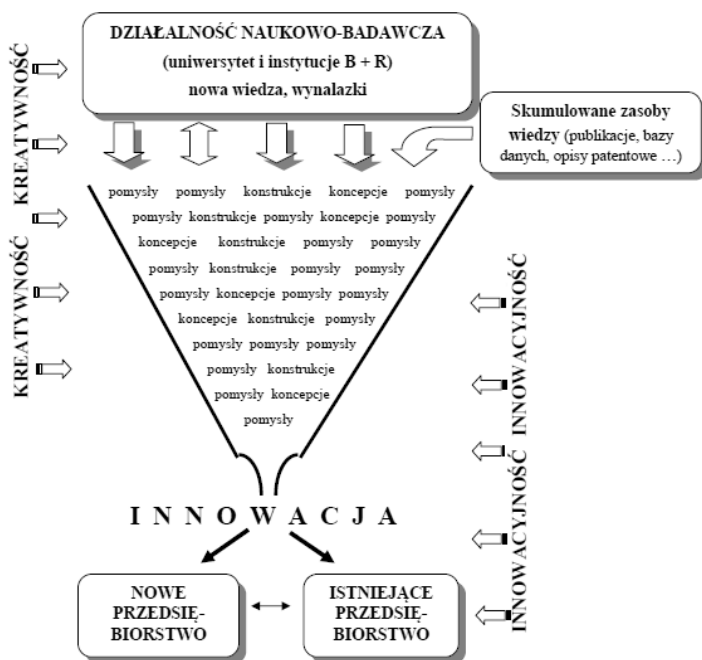 DZIAŁALNOŚĆ NAUKOWO-BADAWCZA
(uniwersytet i instytucje B + R)
nowa wiedza, wynalazki
Skumulowane zasoby
wiedzy (publikacje, bazy
danych, opisy patentowe …)
KREATYWNOŚĆ
KREATYWNOŚĆ
pomysły pomysły konstrukcje koncepcje pomysły
pomysły konstrukcje pomysły koncepcje pomysły
koncepcje konstrukcje pomysły pomysły
pomysły konstrukcje pomysły pomysły
pomysły koncepcje pomysły pomysły
koncepcje konstrukcje pomysły
pomysły pomysły pomysły
pomysły konstrukcje
pomysły koncepcje
pomysły
INNOWACYJNOŚĆ
INNOWACYJNOŚĆ
I N N O W A C J A
NOWE
PRZEDSIĘ-
BIORSTWO
ISTNIEJĄCE
PRZEDSIĘ-
BIORSTWO